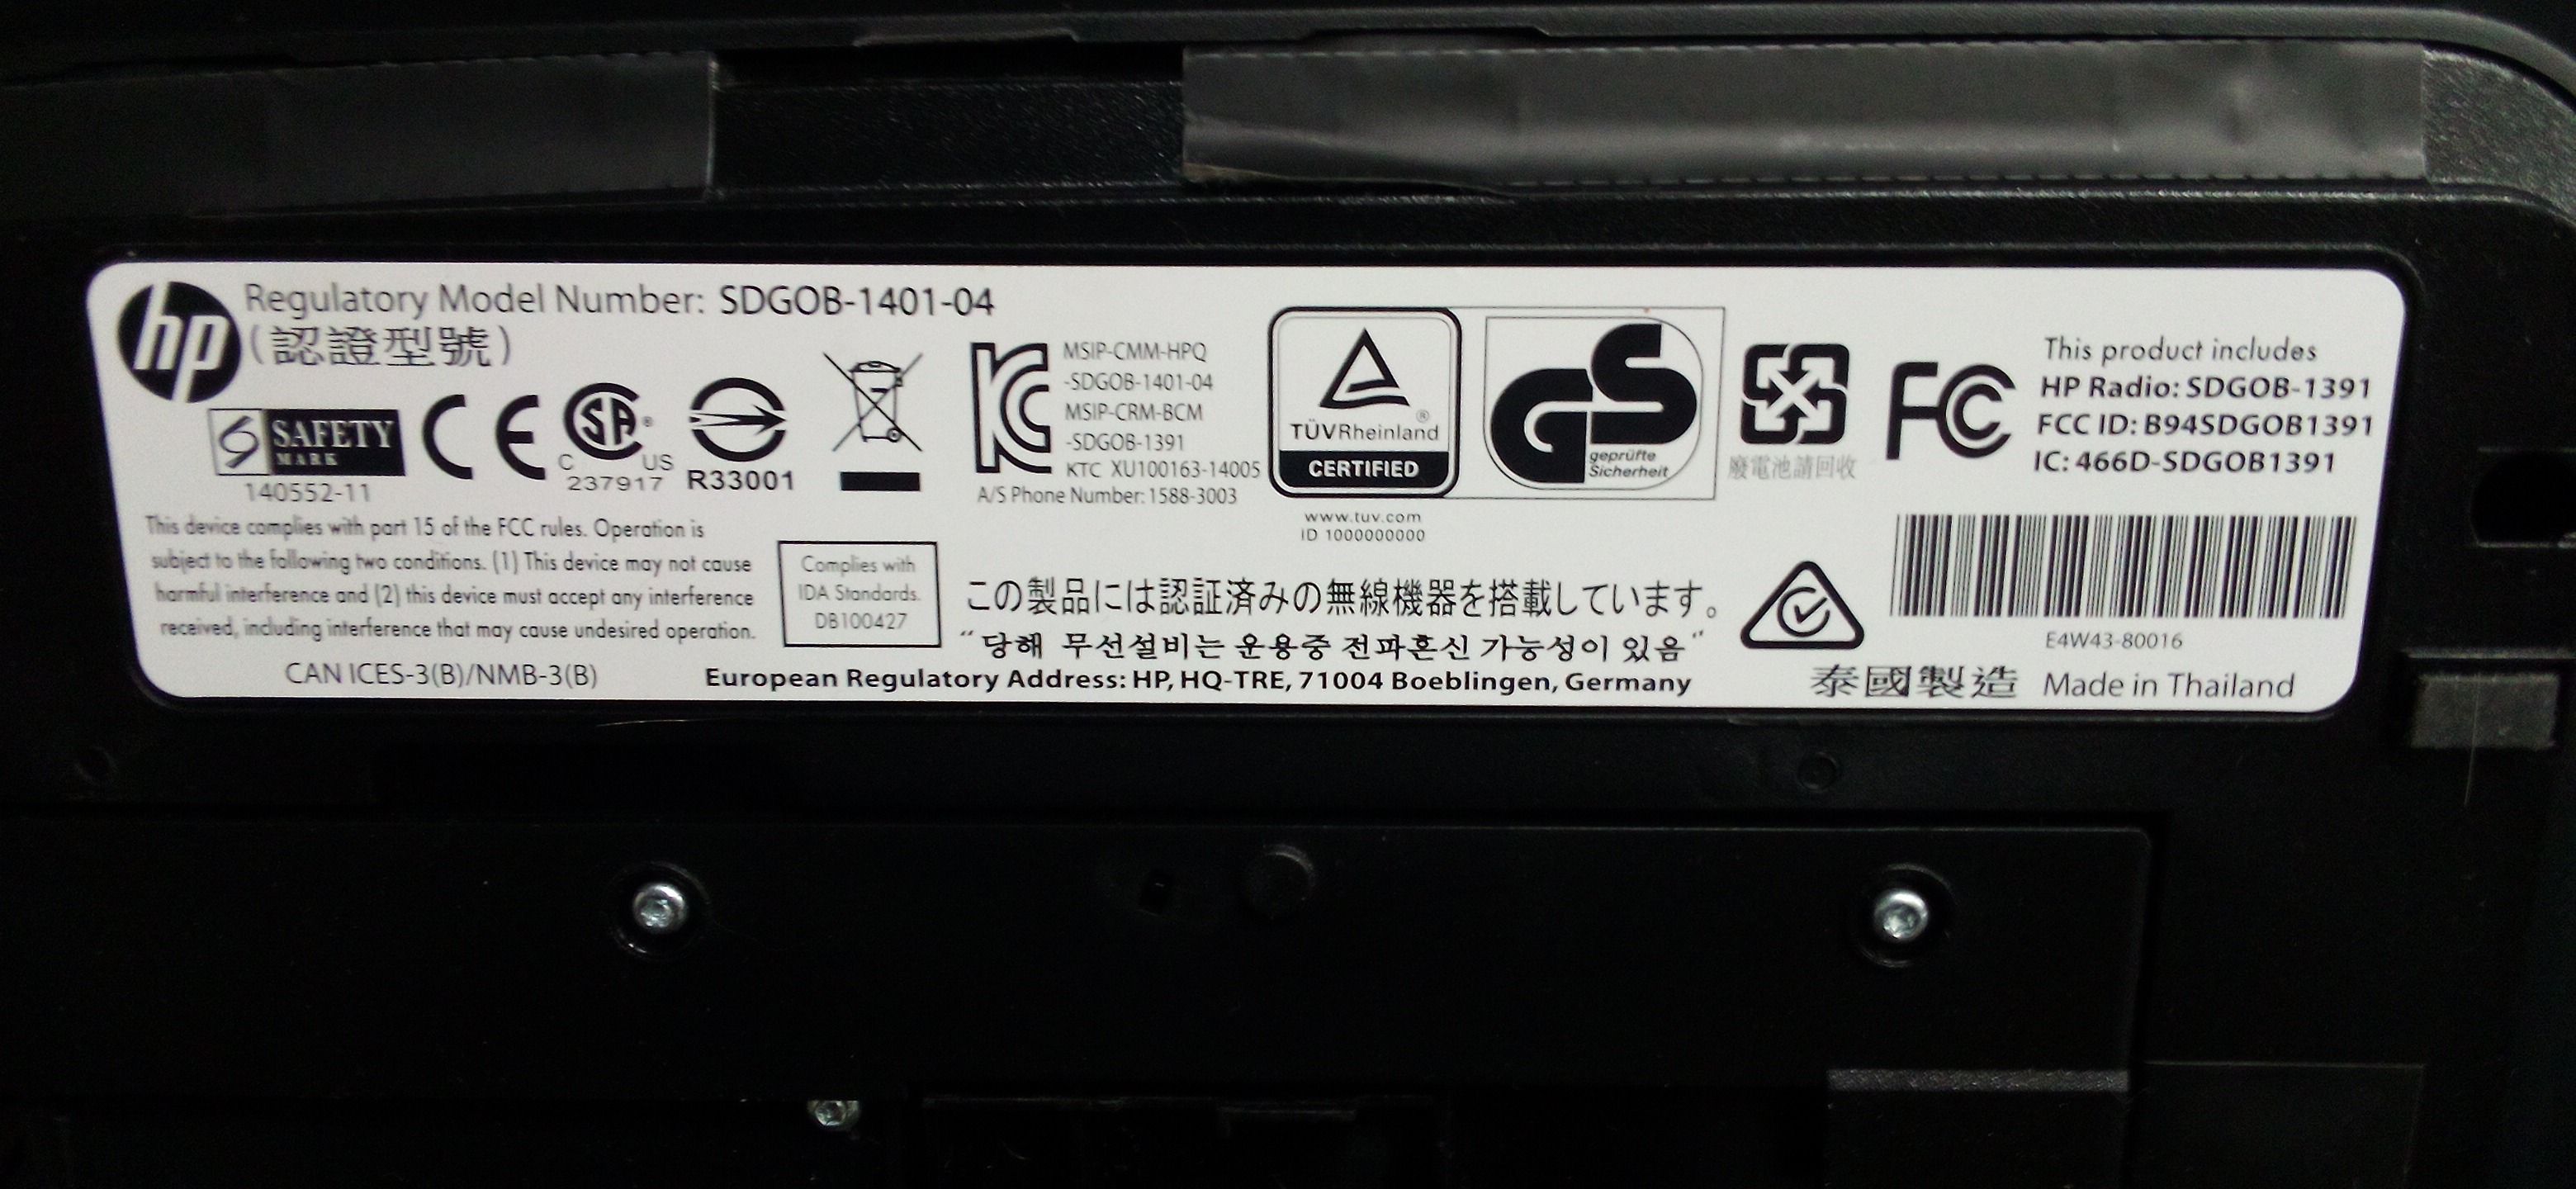 hp
Regulatory Model Number: SDGOB-1401-04
(認證型號)
SAFETY
MARK
140552-11
CE
SA
C US
237917
R33001
MSIP-CMM-HPQ
-SDGOB-1401-04
MSIP-CRM-BCM
-SDGOB-1391
KTC XU100163-14005
A/S Phone Number: 1588-3003
TÜVRheinland®
CERTIFIED
GS
geprüfte
Sicherheit
www.tuv.com
ID 1000000000
廢電池請回收
FC
This product includes
HP Radio: SDGOB-1391
FCC ID: B94SDGOB1391
IC: 466D-SDGOB1391
This device complies with part 15 of the FCC rules. Operation is
subject to the following two conditions. (1) This device may not cause
harmful interference and (2) this device must accept any interference
received, including interference that may cause undesired operation.
CAN ICES-3(B)/NMB-3(B)
Complies with
IDA Standards.
DB100427
この製品には認証済みの無線機器を搭載しています。
"당해 무선설비는 운용중 전파혼신 가능성이 있음"
European Regulatory Address: HP, HQ-TRE, 71004 Boeblingen, Germany
E4W43-80016
泰國製造 Made in Thailand